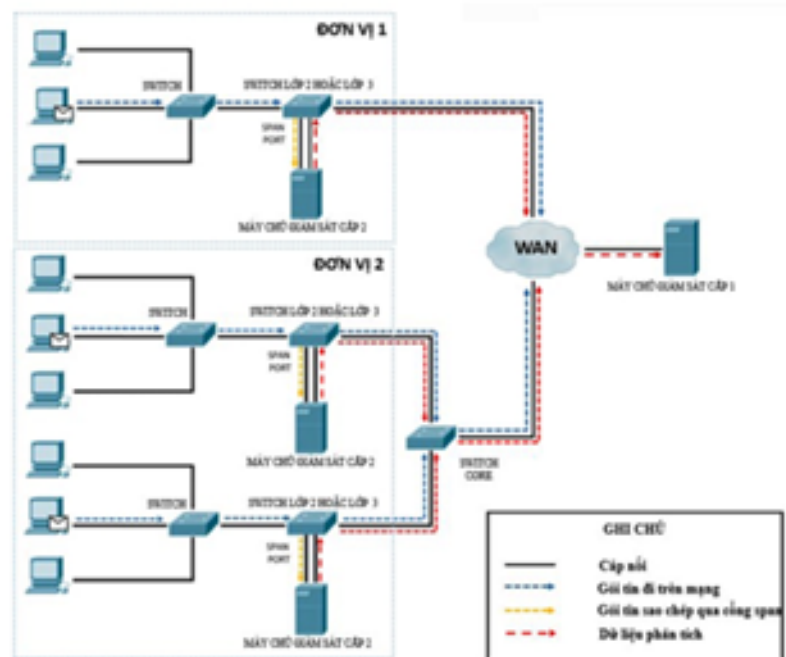 ĐƠN VỊ 1
SWITCH
SWITCH LỚP 2 HOẶC LỚP 3
SPAN
PORT
MÁY CHỦ GIÁM SÁT CẤP 2
WAN
MÁY CHỦ GIÁM SÁT CẤP 1
ĐƠN VỊ 2
SWITCH
SWITCH LỚP 2 HOẶC LỚP 3
SPAN
PORT
MÁY CHỦ GIÁM SÁT CẤP 2
SWITCH
CORE
SWITCH
SWITCH LỚP 2 HOẶC LỚP 3
SPAN
PORT
MÁY CHỦ GIÁM SÁT CẤP 2
GHI CHÚ
Cáp nối
Gói tin đi trên mạng
Gói tin sao chép qua cổng span
Dữ liệu phân tích